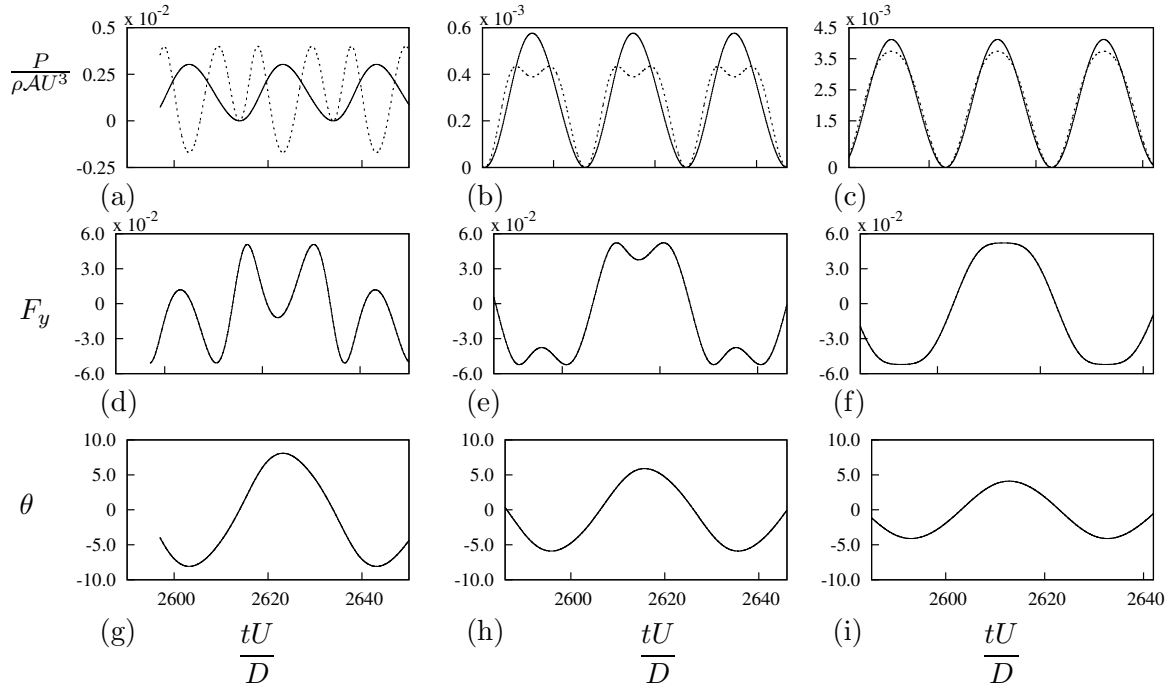 x 10⁻² x 10⁻³ x 10⁻³
P/ρAU³
0.5 0.25 0 -0.25
0.6 0.4 0.2 0
4.5 3.5 1.5 0
(a) (b) (c)
x 10⁻² x 10⁻² x 10⁻²
F_y
6.0 3.0 0 -3.0 -6.0
6.0 3.0 0 -3.0 -6.0
6.0 3.0 0 -3.0 -6.0
(d) (e) (f)
θ
10.0 5.0 0 -5.0 -10.0
10.0 5.0 0 -5.0 -10.0
10.0 5.0 0 -5.0 -10.0
2600 2620 2640 2600 2620 2640 2600 2620 2640
(g) (h) (i)
tU/D tU/D tU/D